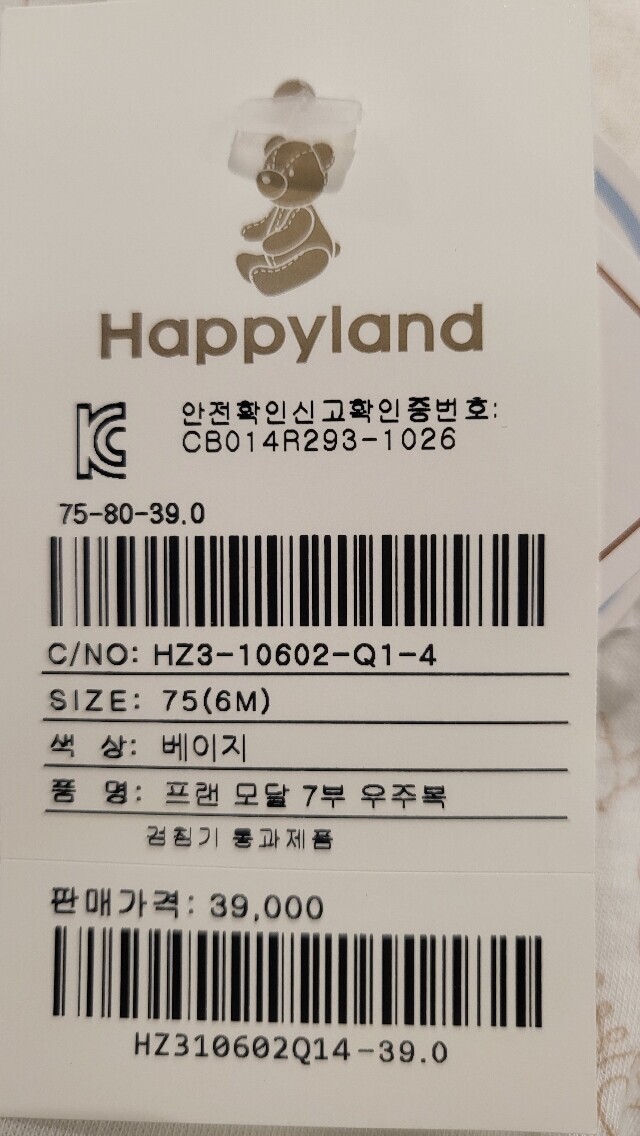 Happyland
안전확인신고확인증번호:
CB014R293-1026
75-80-39.0
C/NO: HZ3-10602-Q1-4
SIZE: 75(6M)
색 상: 베이지
품 명: 프랜 모달 7부 우주복
검침기 통과제품
판매가격: 39,000
HZ310602Q14-39.0